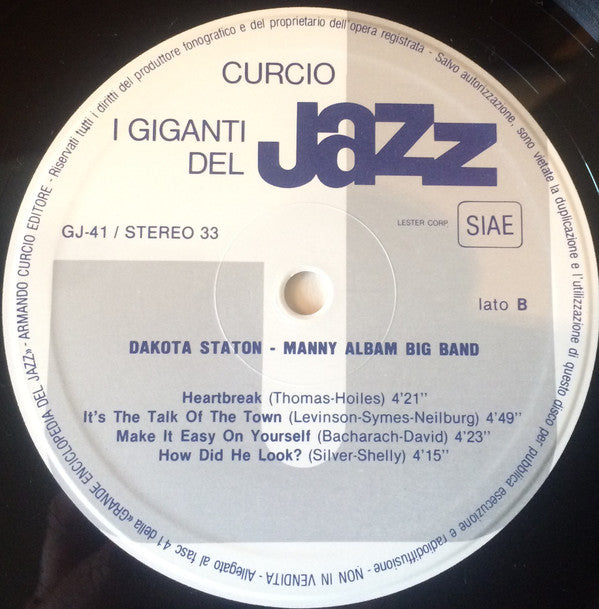 Riservati tutti i diritti del produttore fonografico e del proprietario dell'opera registrata - Salvo autorizzazione, sono vietate la duplicazione e l'utilizzazione di questo disco per pubblica esecuzione e radiodiffusione - NON IN VENDITA - Allegato al fasc 41 della «GRANDE ENCICLOPEDIA DEL JAZZ» - ARMANDO CURCIO EDITORE -
CURCIO
I GIGANTI
DEL JAZZ
GJ-41 / STEREO 33
LESTER CORP
SIAE
lato B
DAKOTA STATON - MANNY ALBAM BIG BAND
Heartbreak (Thomas-Hoiles) 4'21''
It's The Talk Of The Town (Levinson-Symes-Neilburg) 4'49''
Make It Easy On Yourself (Bacharach-David) 4'23''
How Did He Look? (Silver-Shelly) 4'15''